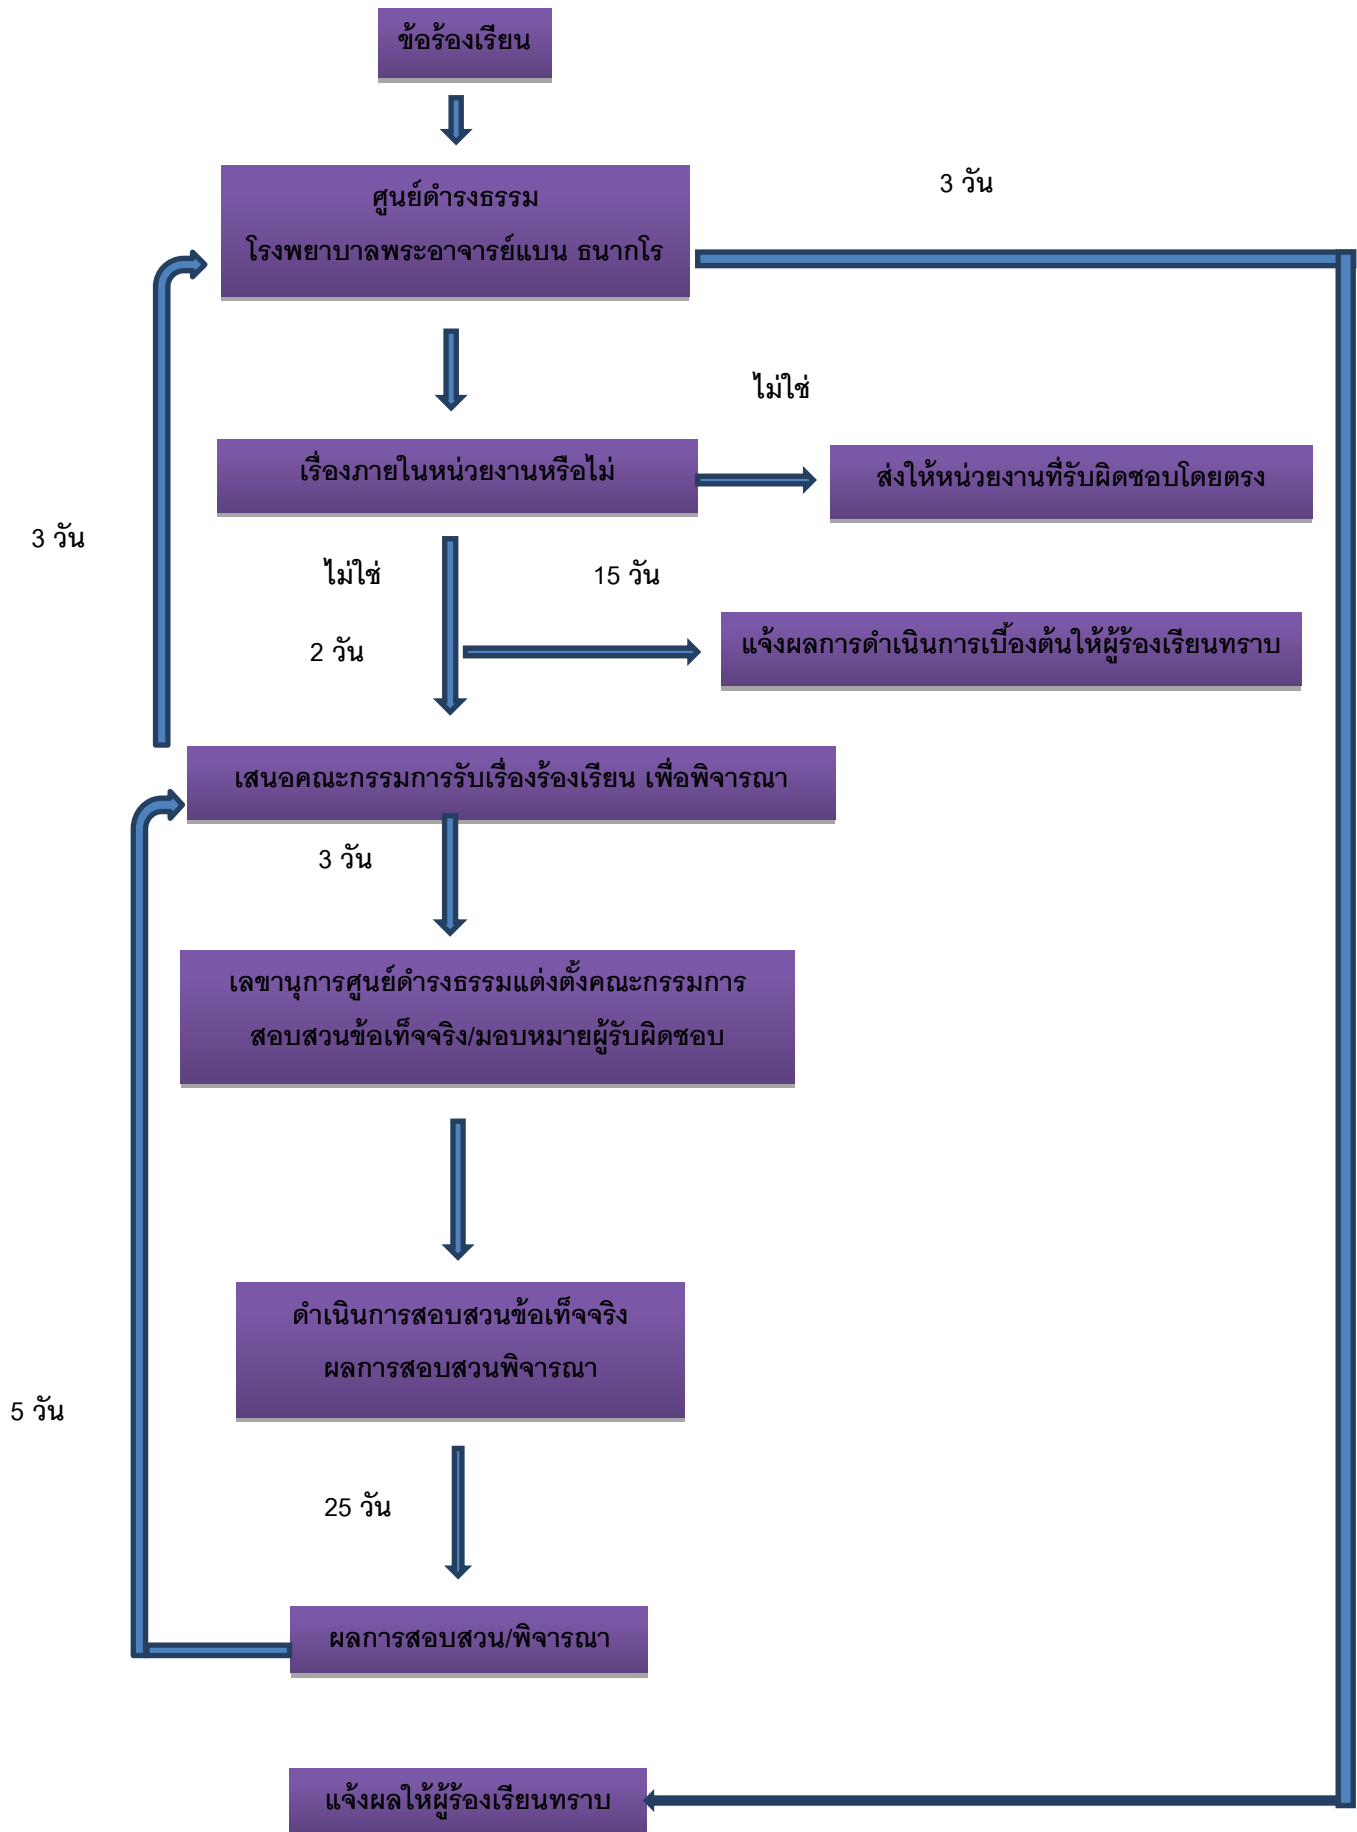 ข้อร้องเรียน
ศูนย์ดำรงธรรม
โรงพยาบาลพระอาจารย์แบน ธนากโร
3 วัน
ไม่ใช่
เรื่องภายในหน่วยงานหรือไม่
ส่งให้หน่วยงานที่รับผิดชอบโดยตรง
3 วัน
ไม่ใช่
15 วัน
2 วัน
แจ้งผลการดำเนินการเบื้องต้นให้ผู้ร้องเรียนทราบ
เสนอคณะกรรมการรับเรื่องร้องเรียน เพื่อพิจารณา
3 วัน
เลขานุการศูนย์ดำรงธรรมแต่งตั้งคณะกรรมการ
สอบสวนข้อเท็จจริง/มอบหมายผู้รับผิดชอบ
ดำเนินการสอบสวนข้อเท็จจริง
ผลการสอบสวนพิจารณา
5 วัน
25 วัน
ผลการสอบสวน/พิจารณา
แจ้งผลให้ผู้ร้องเรียนทราบ